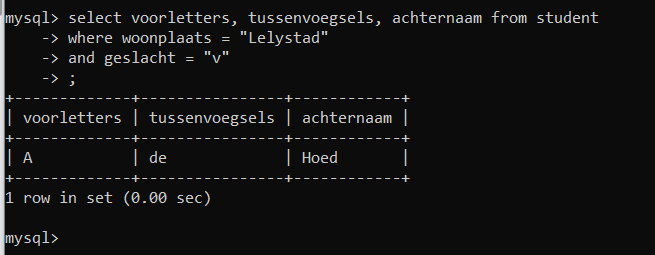 mysql> select voorletters, tussenvoegsels, achternaam from student
    -> where woonplaats = "Lelystad"
    -> and geslacht = "v"
    -> ;
+-------------+----------------+------------+
| voorletters | tussenvoegsels | achternaam |
+-------------+----------------+------------+
| A           | de             | Hoed       |
+-------------+----------------+------------+
1 row in set (0.00 sec)

mysql>